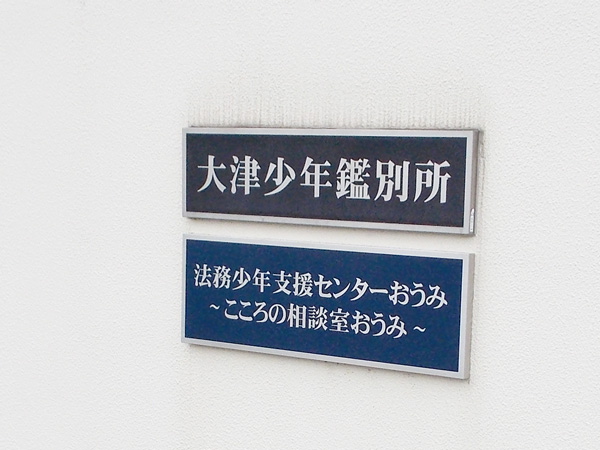 大津少年鑑別所
法務少年支援センターおうみ
～こころの相談室おうみ～